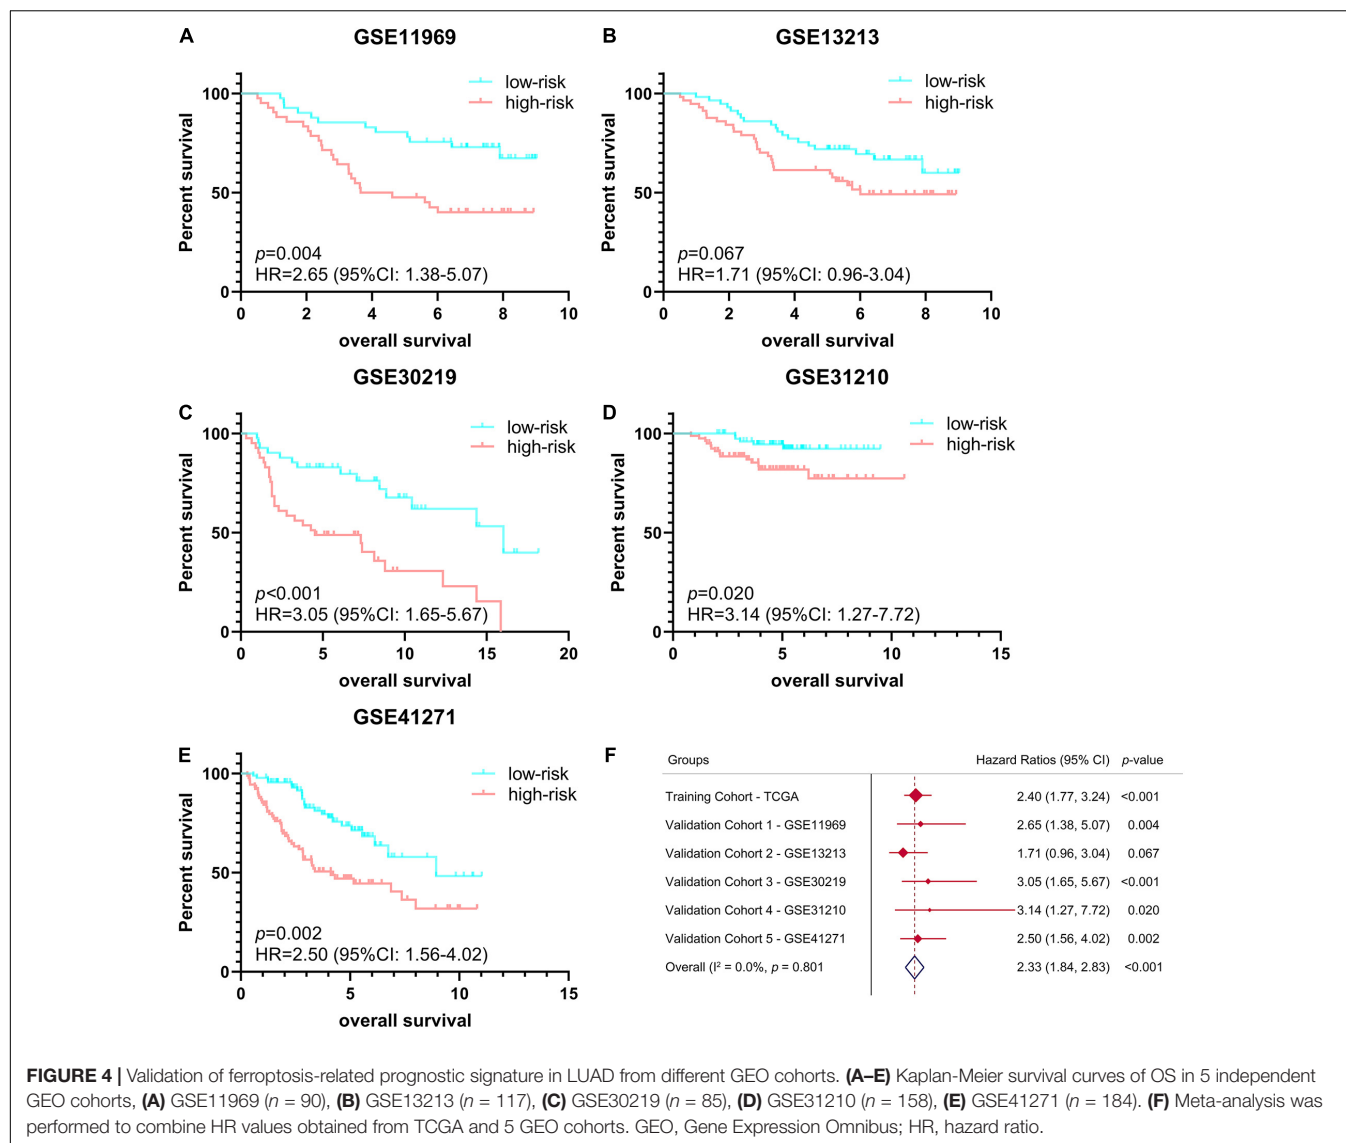 A GSE11969
low-risk
high-risk
100
50
0
Percent survival
p=0.004
HR=2.65 (95%CI: 1.38-5.07)
0 2 4 6 8 10
overall survival
B GSE13213
low-risk
high-risk
100
50
0
Percent survival
p=0.067
HR=1.71 (95%CI: 0.96-3.04)
0 2 4 6 8 10
overall survival
C GSE30219
low-risk
high-risk
100
50
0
Percent survival
p<0.001
HR=3.05 (95%CI: 1.65-5.67)
0 5 10 15 20
overall survival
D GSE31210
low-risk
high-risk
100
50
0
Percent survival
p=0.020
HR=3.14 (95%CI: 1.27-7.72)
0 5 10 15
overall survival
E GSE41271
low-risk
high-risk
100
50
0
Percent survival
p=0.002
HR=2.50 (95%CI: 1.56-4.02)
0 5 10 15
overall survival
F
Groups Hazard Ratios (95% CI) p-value
Training Cohort - TCGA 2.40 (1.77, 3.24) <0.001
Validation Cohort 1 - GSE11969 2.65 (1.38, 5.07) 0.004
Validation Cohort 2 - GSE13213 1.71 (0.96, 3.04) 0.067
Validation Cohort 3 - GSE30219 3.05 (1.65, 5.67) <0.001
Validation Cohort 4 - GSE31210 3.14 (1.27, 7.72) 0.020
Validation Cohort 5 - GSE41271 2.50 (1.56, 4.02) 0.002
Overall (I² = 0.0%, p = 0.801 2.33 (1.84, 2.83) <0.001
FIGURE 4 | Validation of ferroptosis-related prognostic signature in LUAD from different GEO cohorts. (A–E) Kaplan-Meier survival curves of OS in 5 independent
GEO cohorts, (A) GSE11969 (n = 90), (B) GSE13213 (n = 117), (C) GSE30219 (n = 85), (D) GSE31210 (n = 158), (E) GSE41271 (n = 184). (F) Meta-analysis was
performed to combine HR values obtained from TCGA and 5 GEO cohorts. GEO, Gene Expression Omnibus; HR, hazard ratio.